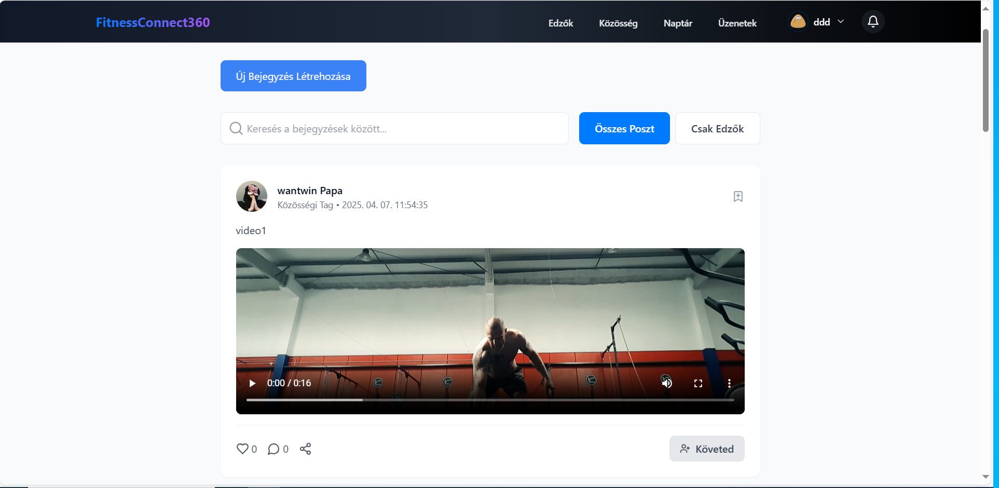 FitnessConnect360
Edzők Közösség Naptár Üzenetek ddd
Új Bejegyzés Létrehozása
Keresés a bejegyzések között...
Összes Poszt
Csak Edzők
wantwin Papa
Közösségi Tag • 2025. 04. 07. 11:54:35
video1
0:00 / 0:16
0 0
Követed